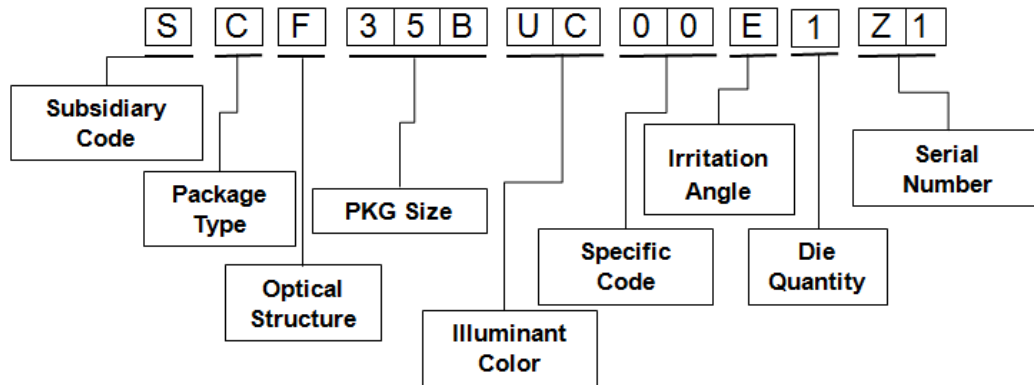 S C F 3 5 B U C 0 0 E 1 Z 1
Subsidiary
Code
Package
Type
Optical
Structure
PKG Size
Illuminant
Color
Specific
Code
Irritation
Angle
Die
Quantity
Serial
Number